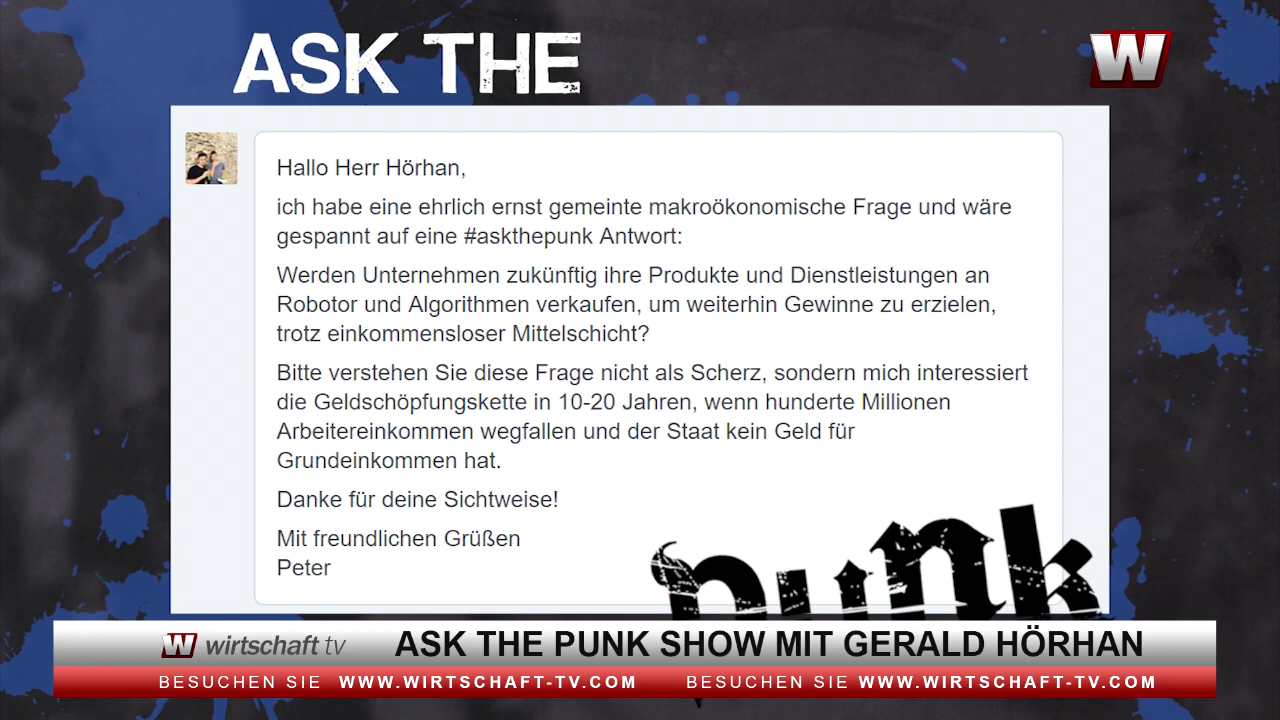 ASK THE
W
Hallo Herr Hörhan,
ich habe eine ehrlich ernst gemeinte makroökonomische Frage und wäre
gespannt auf eine #askthepunk Antwort:
Werden Unternehmen zukünftig ihre Produkte und Dienstleistungen an
Robotor und Algorithmen verkaufen, um weiterhin Gewinne zu erzielen,
trotz einkommensloser Mittelschicht?
Bitte verstehen Sie diese Frage nicht als Scherz, sondern mich interessiert
die Geldschöpfungskette in 10-20 Jahren, wenn hunderte Millionen
Arbeitereinkommen wegfallen und der Staat kein Geld für
Grundeinkommen hat.
Danke für deine Sichtweise!
Mit freundlichen Grüßen
Peter
punk
W wirtschaft tv ASK THE PUNK SHOW MIT GERALD HÖRHAN
BESUCHEN SIE WWW.WIRTSCHAFT-TV.COM BESUCHEN SIE WWW.WIRTSCHAFT-TV.COM